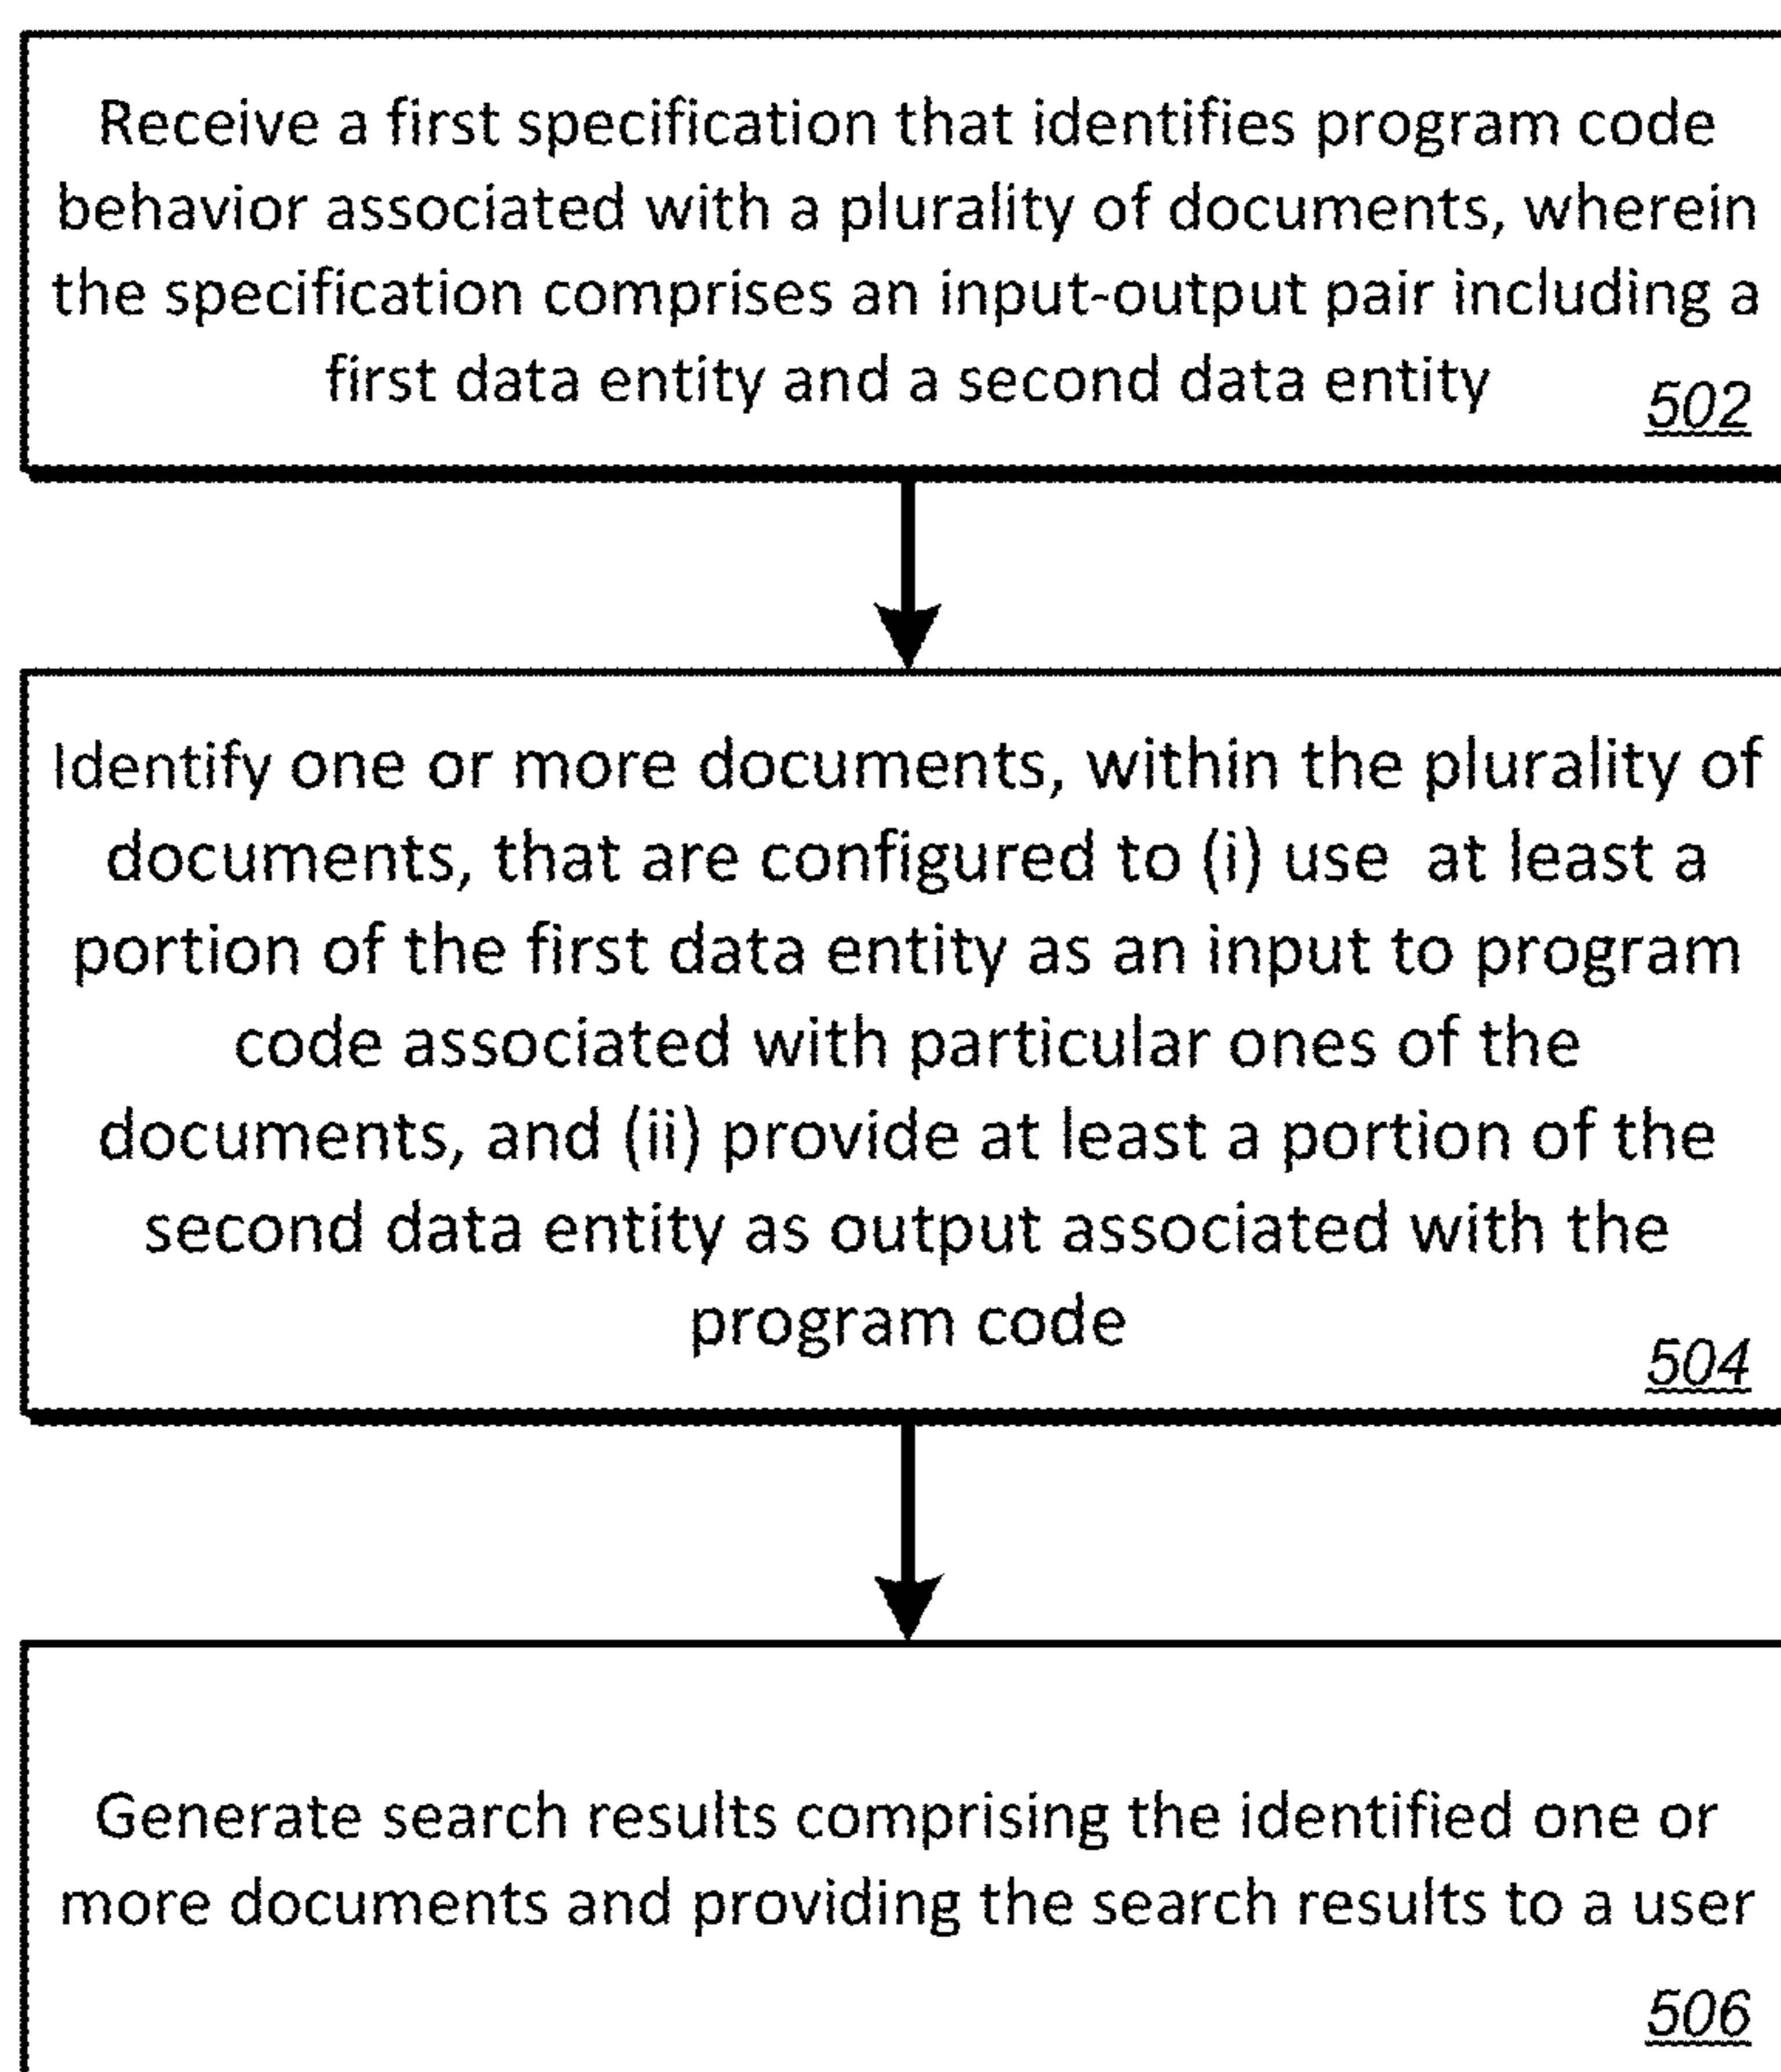 Receive a first specification that identifies program code
behavior associated with a plurality of documents, wherein
the specification comprises an input-output pair including a
first data entity and a second data entity
502
Identify one or more documents, within the plurality of
documents, that are configured to (i) use at least a
portion of the first data entity as an input to program
code associated with particular ones of the
documents, and (ii) provide at least a portion of the
second data entity as output associated with the
program code
504
Generate search results comprising the identified one or
more documents and providing the search results to a user
506